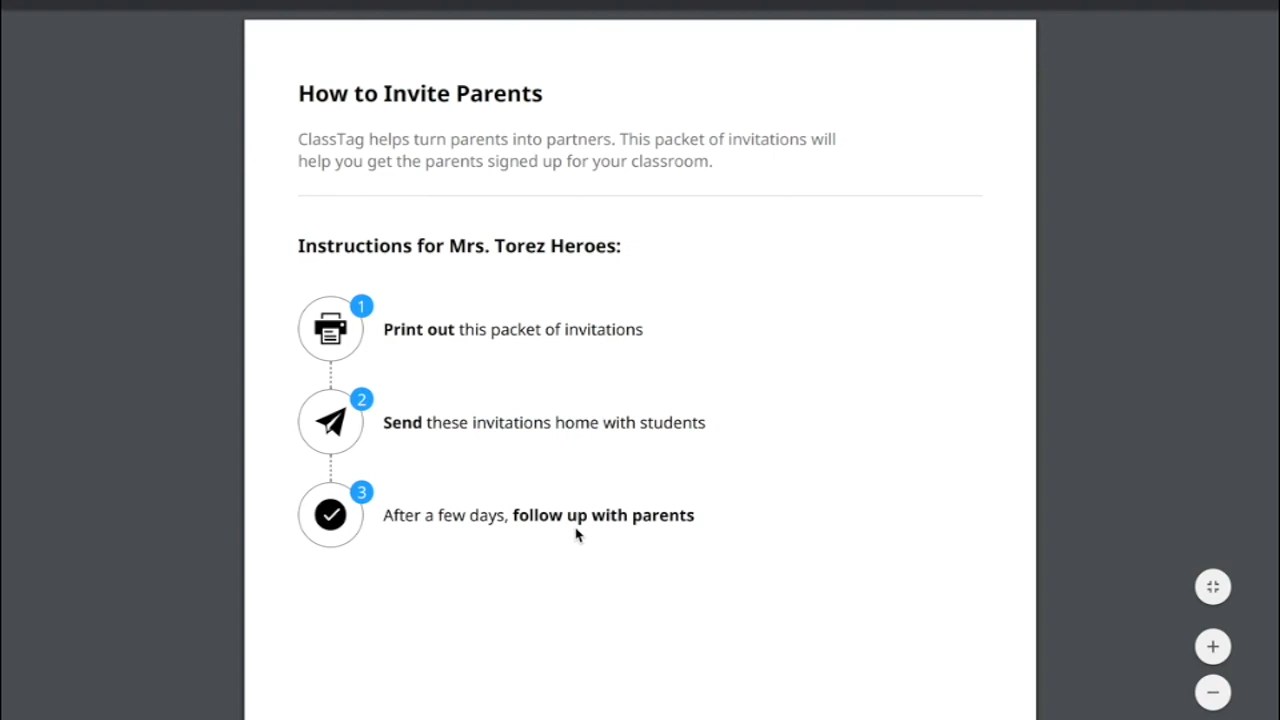 How to Invite Parents
ClassTag helps turn parents into partners. This packet of invitations will
help you get the parents signed up for your classroom.
Instructions for Mrs. Torez Heroes:
1
Print out this packet of invitations
2
Send these invitations home with students
3
After a few days, follow up with parents